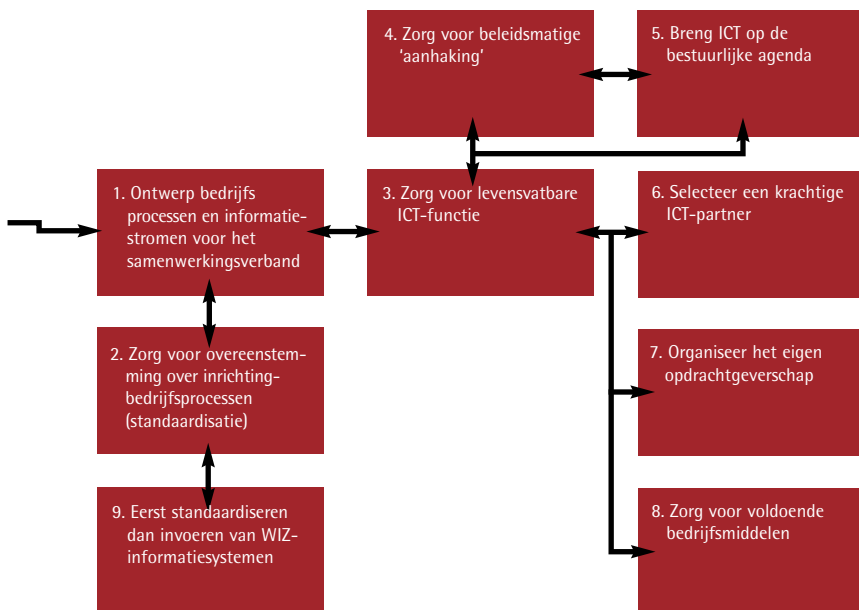 4. Zorg voor beleidsmatige
'aanhaking'
5. Breng ICT op de
bestuurlijke agenda
1. Ontwerp bedrijfs
processen en informatie-
stromen voor het
samenwerkingsverband
3. Zorg voor levensvatbare
ICT-functie
6. Selecteer een krachtige
ICT-partner
2. Zorg voor overeenstem-
ming over inrichting-
bedrijfsprocessen
(standaardisatie)
7. Organiseer het eigen
opdrachtgeverschap
9. Eerst standaardiseren
dan invoeren van WIZ-
informatiesystemen
8. Zorg voor voldoende
bedrijfsmiddelen